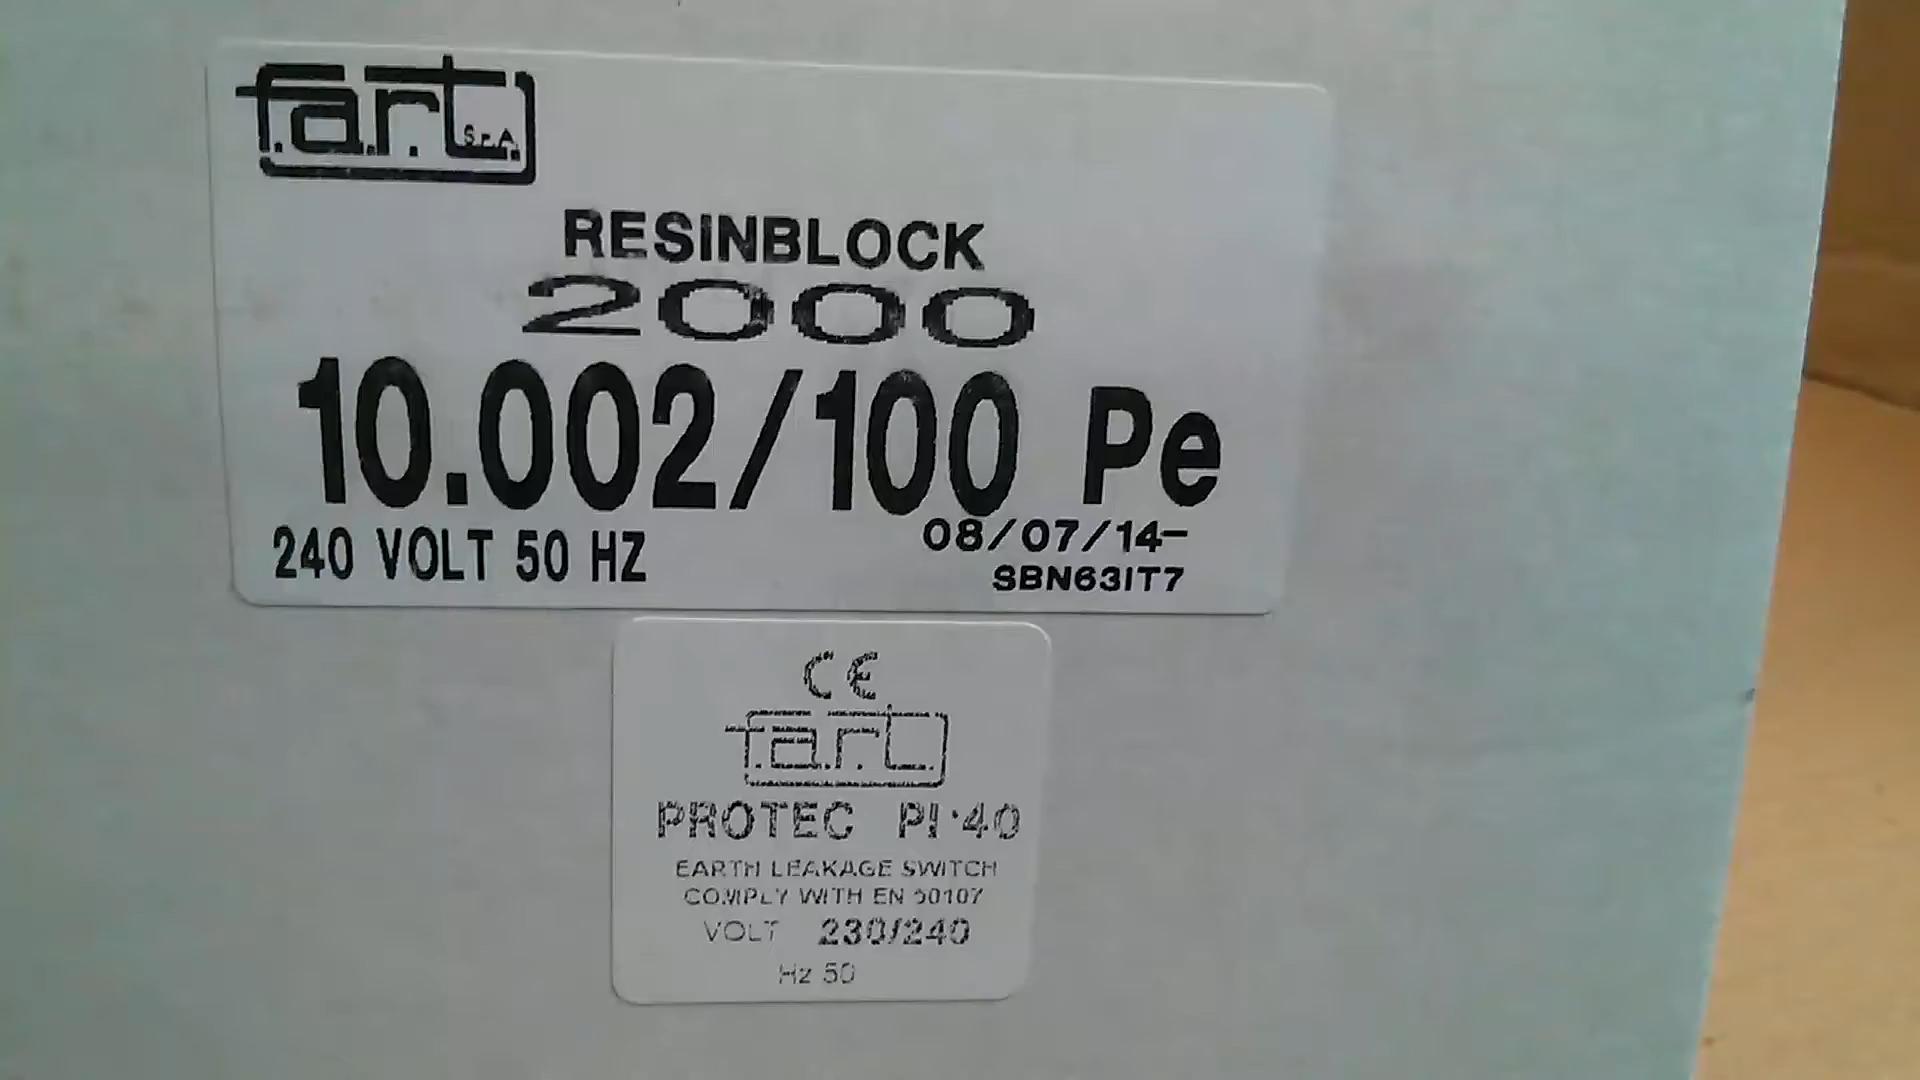 f.a.r.t. S.r.A.
RESINBLOCK
2000
10.002/100 Pe
240 VOLT 50 HZ
08/07/14-
SBN63IT7
CE
f.a.r.t.
PROTEC PI·40
EARTH LEAKAGE SWITCH
COMPLY WITH EN 50107
VOLT 230/240
Hz 50